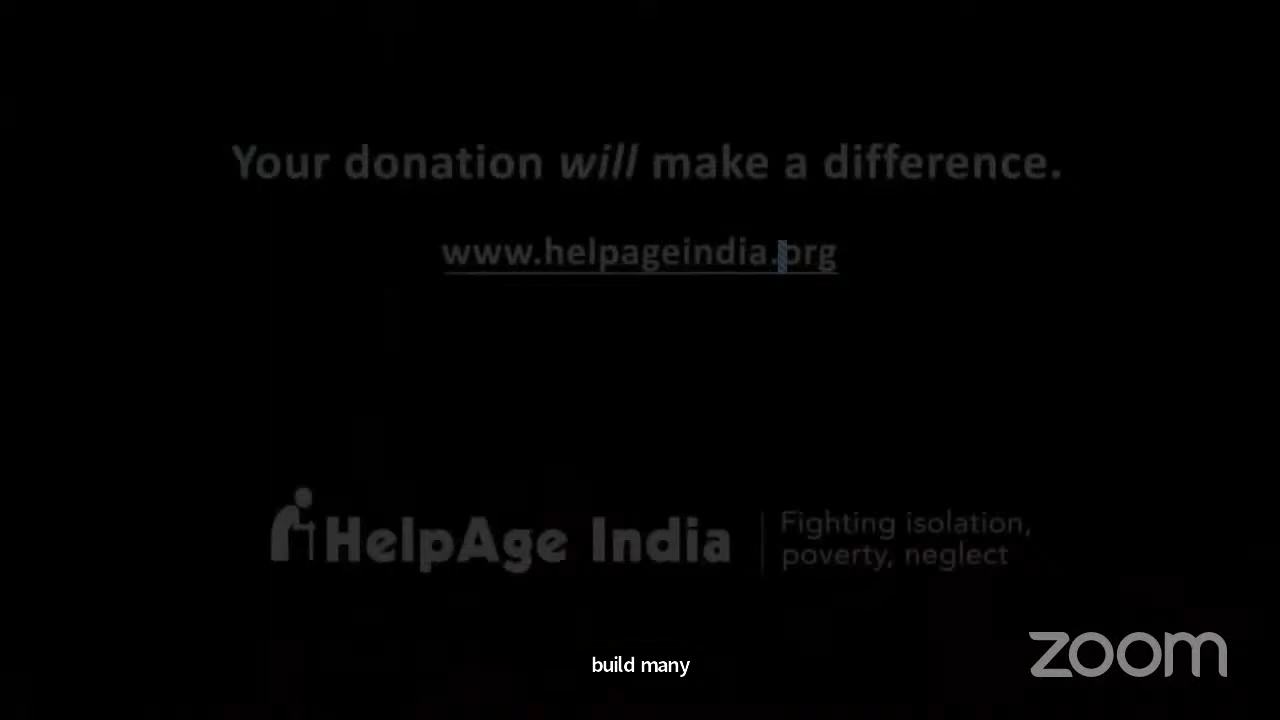 Your donation will make a difference.
www.helpageindia.org
HelpAge India
Fighting isolation,
poverty, neglect
build many
zoom